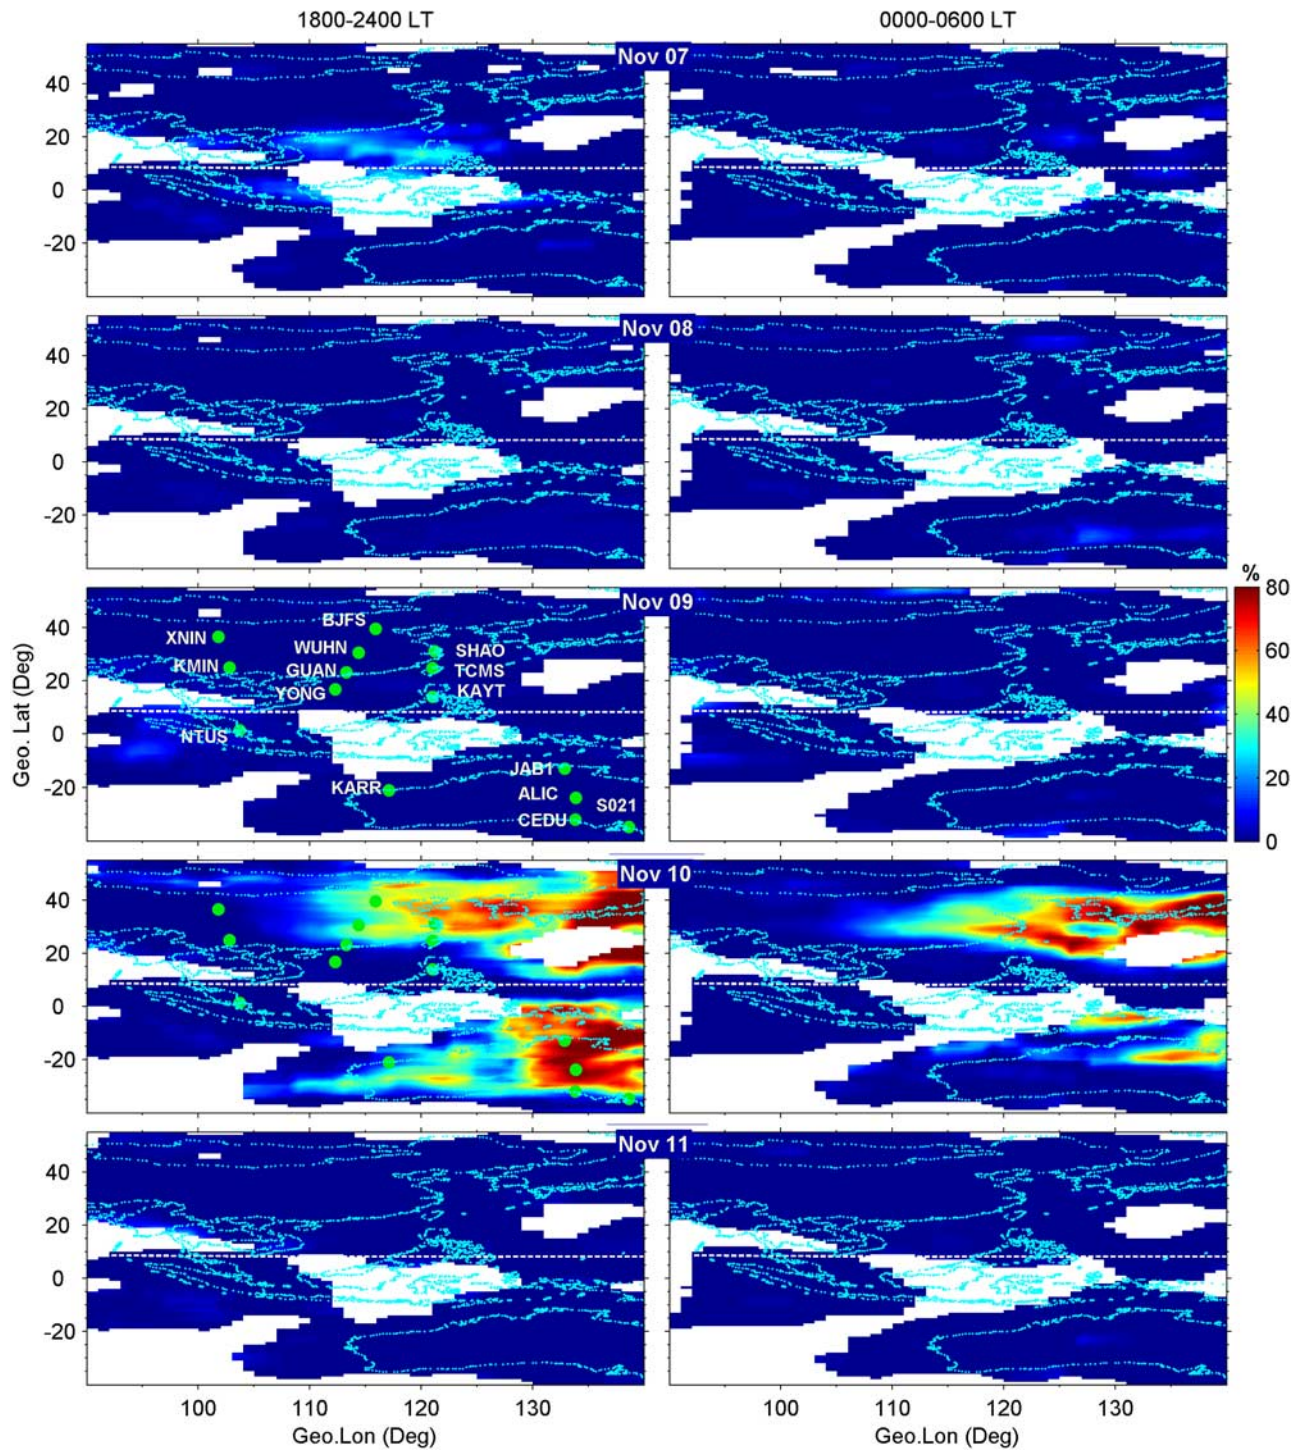 1800-2400 LT
0000-0600 LT
Nov 07
40
20
0
-20
Nov 08
40
20
0
-20
Nov 09
%
80
60
40
20
0
40
20
0
-20
Geo. Lat (Deg)
XNIN
BJFS
WUHN
SHAO
KMIN
GUAN
TCMS
YONG
KAYT
NTUS
JAB1
KARR
ALIC
S021
CEDU
Nov 10
40
20
0
-20
Nov 11
40
20
0
-20
100
110
120
130
100
110
120
130
Geo.Lon (Deg)
Geo.Lon (Deg)